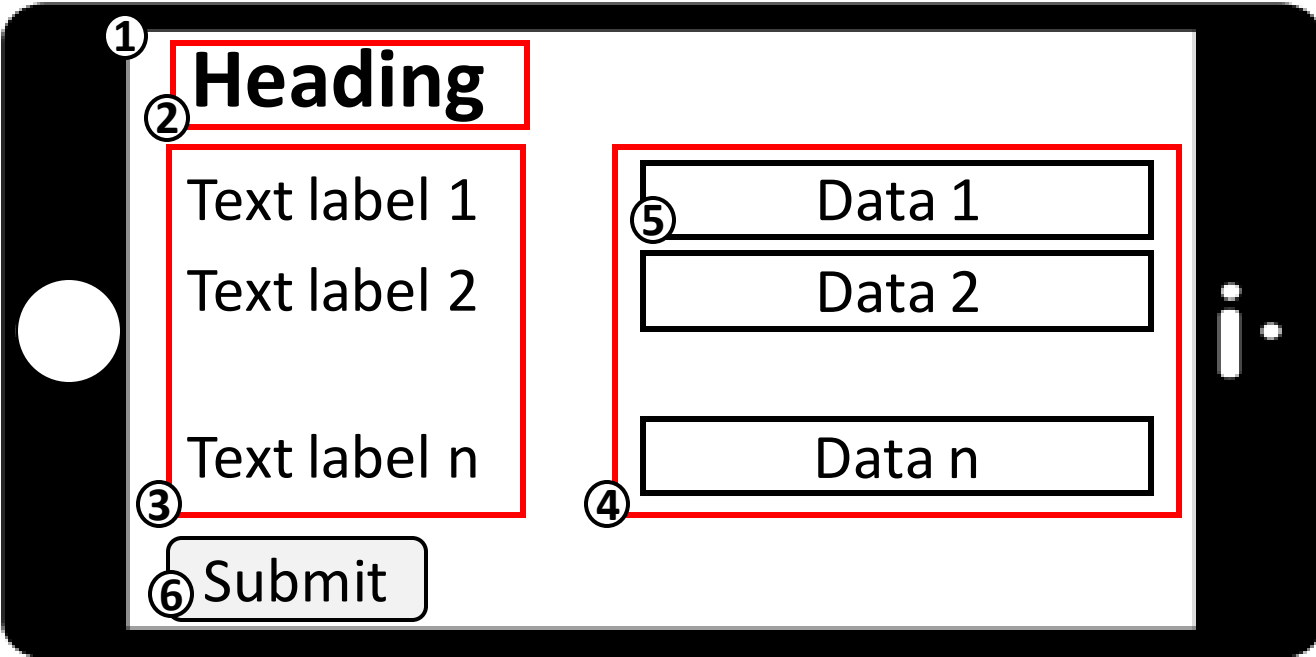 ①
Heading
②
Text label 1 Data 1
⑤
Text label 2 Data 2
Text label n Data n
③ ④
Submit
⑥